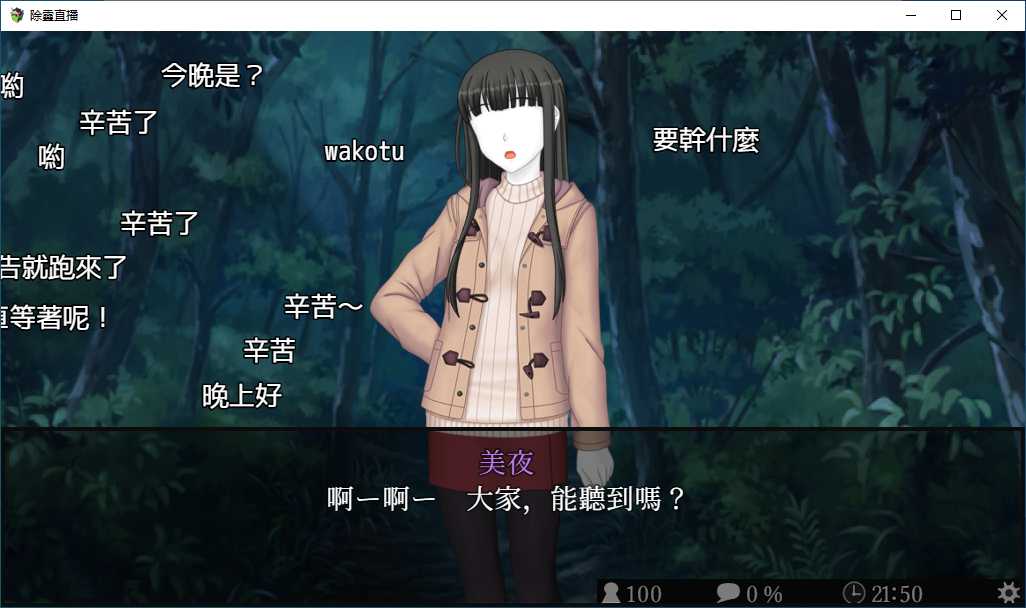 除靈直播
今晚是？
喲
辛苦了
要幹什麼
wakotu
喲
辛苦了
告就跑來了
辛苦～
直等著呢！
辛苦
晚上好
美夜
啊ー啊ー　大家，能聽到嗎？
100
0 %
21:50